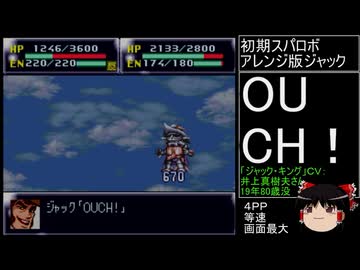 HP 1246/3600
EN 220/220
HP 2133/2800
EN 174/180
670
ジャック「OUCH!」
初期スパロボ
アレンジ版ジャック
OU
CH！
「ジャック・キング」CV:
井上真樹夫さん
19年80歳没
４PP
等速
画面最大